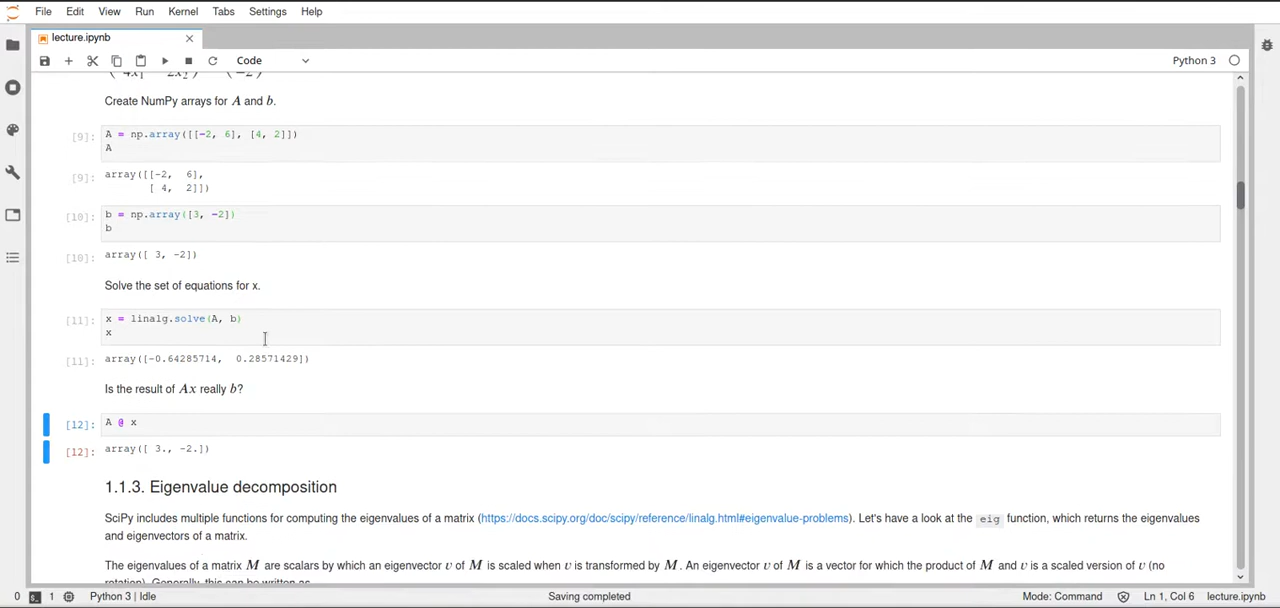 File Edit View Run Kernel Tabs Settings Help
lecture.ipynb
Code
Python 3
Create NumPy arrays for A and b.
[9]: A = np.array([[-2, 6], [4, 2]])
A
[9]: array([[-2, 6],
[ 4, 2]])
[10]: b = np.array([3, -2])
b
[10]: array([ 3, -2])
Solve the set of equations for x.
[11]: x = linalg.solve(A, b)
x
[11]: array([-0.64285714, 0.28571429])
Is the result of Ax really b?
[12]: A @ x
[12]: array([ 3., -2.])
1.1.3. Eigenvalue decomposition
SciPy includes multiple functions for computing the eigenvalues of a matrix (https://docs.scipy.org/doc/scipy/reference/linalg.html#eigenvalue-problems). Let's have a look at the eig function, which returns the eigenvalues
and eigenvectors of a matrix.
The eigenvalues of a matrix M are scalars by which an eigenvector v of M is scaled when v is transformed by M. An eigenvector v of M is a vector for which the product of M and v is a scaled version of v (no
rotation). Generally, this can be written as
0 1 Python 3 | Idle Saving completed Mode: Command Ln 1, Col 6 lecture.ipynb